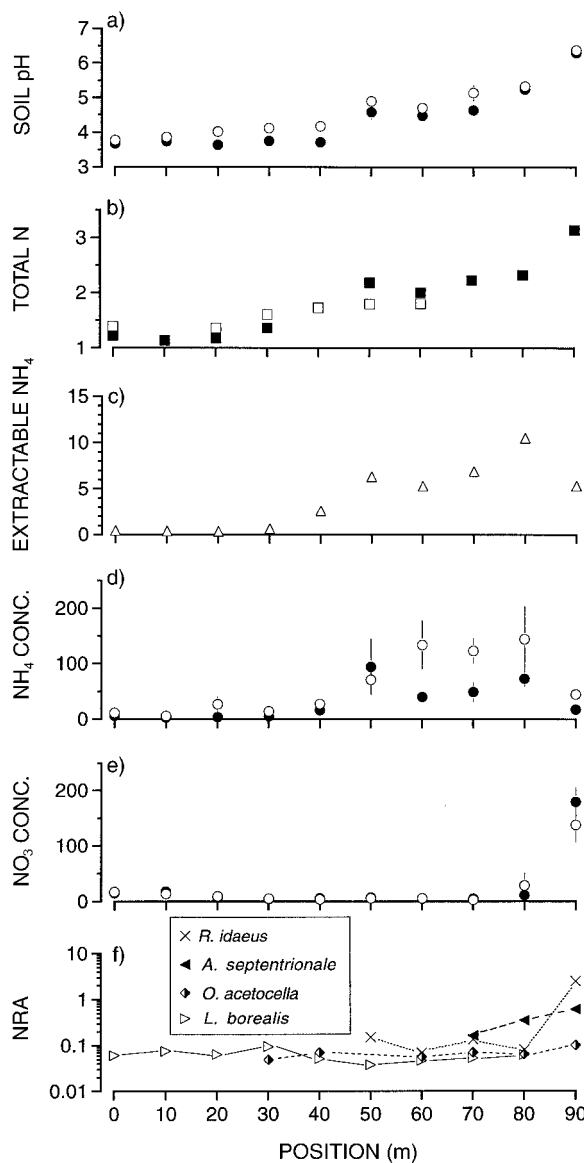 a)
SOIL pH
7
6
5
4
3
b)
TOTAL N
3
2
1
c)
EXTRACTABLE NH4
15
10
5
0
d)
NH4 CONC.
200
100
0
e)
NO3 CONC.
200
100
0
f)
NRA
10
1
0.1
0.01
R. idaeus
A. septentrionale
O. acetocella
L. borealis
0 10 20 30 40 50 60 70 80 90
POSITION (m)